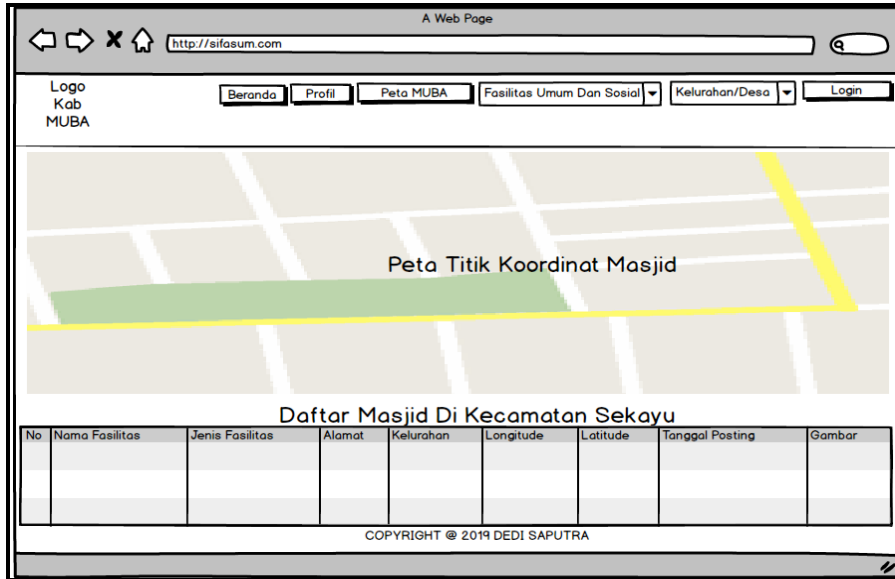 A Web Page
http://sifasum.com
Logo
Kab
MUBA
Beranda Profil Peta MUBA Fasilitas Umum Dan Sosial Kelurahan/Desa Login
Peta Titik Koordinat Masjid
Daftar Masjid Di Kecamatan Sekayu
No Nama Fasilitas Jenis Fasilitas Alamat Kelurahan Longitude Latitude Tanggal Posting Gambar
COPYRIGHT @ 2019 DEDI SAPUTRA